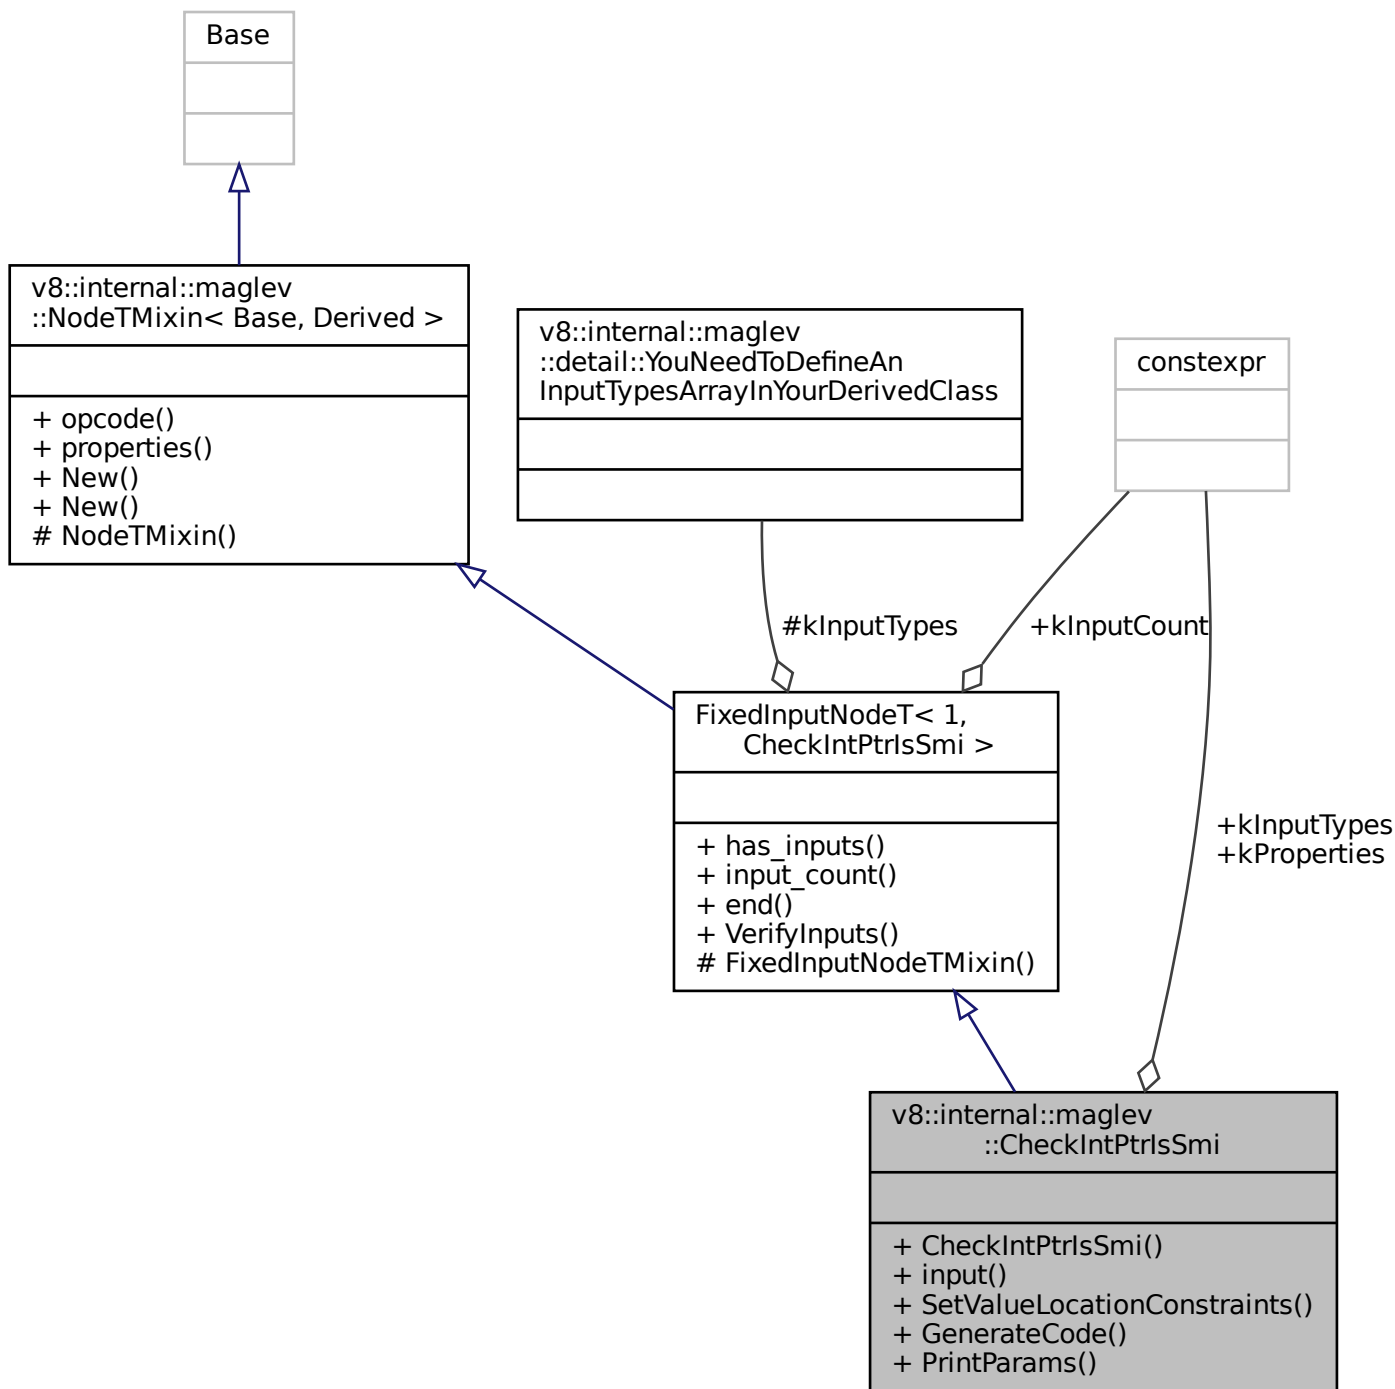 Base
v8::internal::maglev
::NodeTMixin< Base, Derived >
+ opcode()
+ properties()
+ New()
+ New()
# NodeTMixin()
v8::internal::maglev
::detail::YouNeedToDefineAn
InputTypesArrayInYourDerivedClass
constexpr
#kInputTypes
+kInputCount
FixedInputNodeT< 1,
CheckIntPtrIsSmi >
+ has_inputs()
+ input_count()
+ end()
+ VerifyInputs()
# FixedInputNodeTMixin()
+kInputTypes
+kProperties
v8::internal::maglev
::CheckIntPtrIsSmi
+ CheckIntPtrIsSmi()
+ input()
+ SetValueLocationConstraints()
+ GenerateCode()
+ PrintParams()